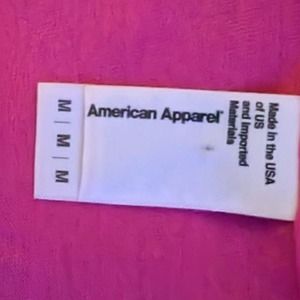 American Apparel
M | M | M
Made in the USA
of US
and Imported
Materials